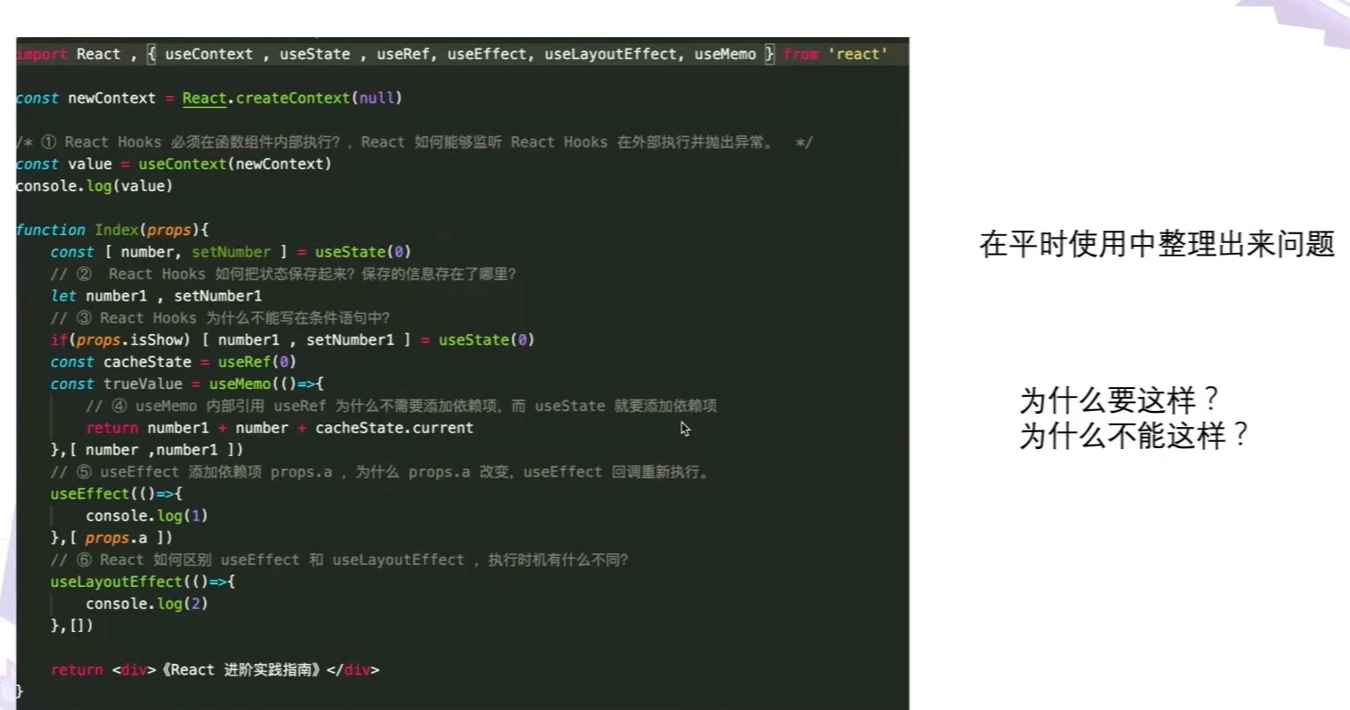 import React , { useContext , useState , useRef, useEffect, useLayoutEffect, useMemo } from 'react'
const newContext = React.createContext(null)
/* ① React Hooks 必须在函数组件内部执行？，React 如何能够监听 React Hooks 在外部执行并抛出异常。 */
const value = useContext(newContext)
console.log(value)
function Index(props){
const [ number, setNumber ] = useState(0)
// ② React Hooks 如何把状态保存起来？保存的信息存在了哪里？
let number1 , setNumber1
// ③ React Hooks 为什么不能写在条件语句中？
if(props.isShow) [ number1 , setNumber1 ] = useState(0)
const cacheState = useRef(0)
const trueValue = useMemo(()=>{
// ④ useMemo 内部引用 useRef 为什么不需要添加依赖项，而 useState 就要添加依赖项
return number1 + number + cacheState.current
},[ number ,number1 ])
// ⑤ useEffect 添加依赖项 props.a ，为什么 props.a 改变，useEffect 回调重新执行。
useEffect(()=>{
console.log(1)
},[ props.a ])
// ⑥ React 如何区别 useEffect 和 useLayoutEffect ，执行时机有什么不同？
useLayoutEffect(()=>{
console.log(2)
},[])
return <div>《React 进阶实践指南》</div>
}
在平时使用中整理出来问题
为什么要这样？
为什么不能这样？